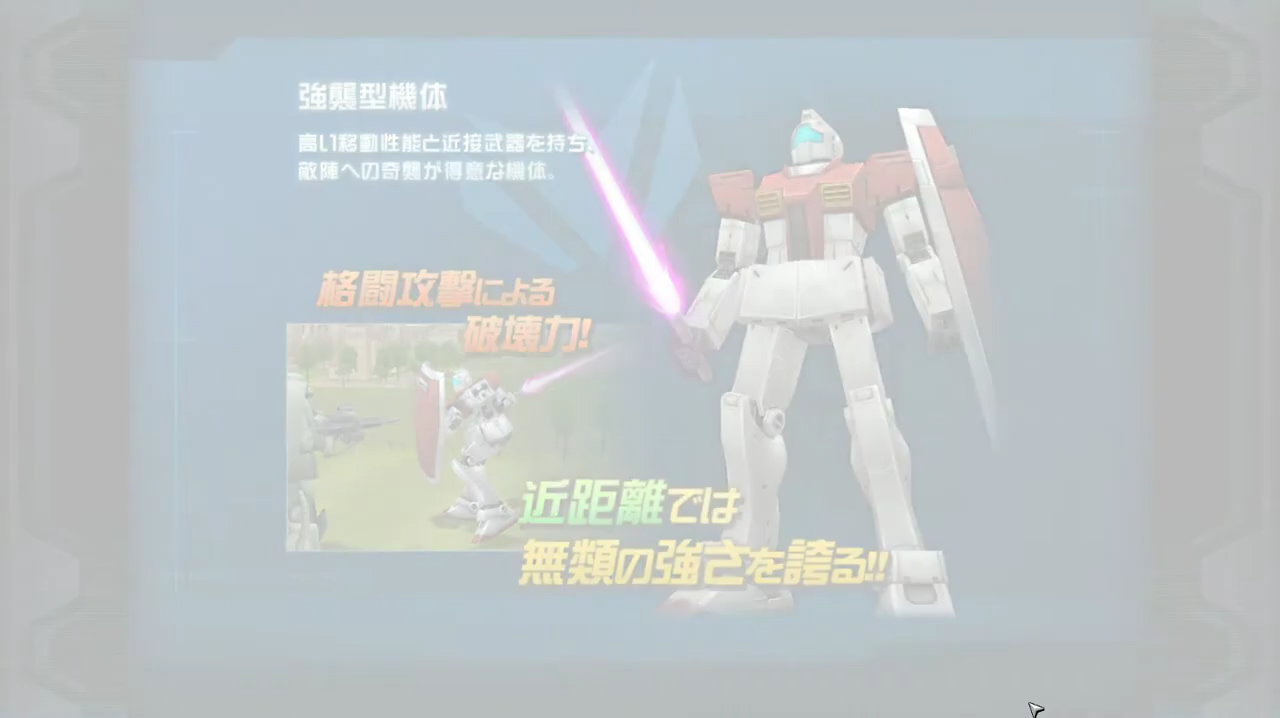 強襲型機体
高い移動性能と近接武器を持ち、
敵陣への奇襲が得意な機体。
格闘攻撃による
破壊力!
近距離では
無類の強さを誇る!!